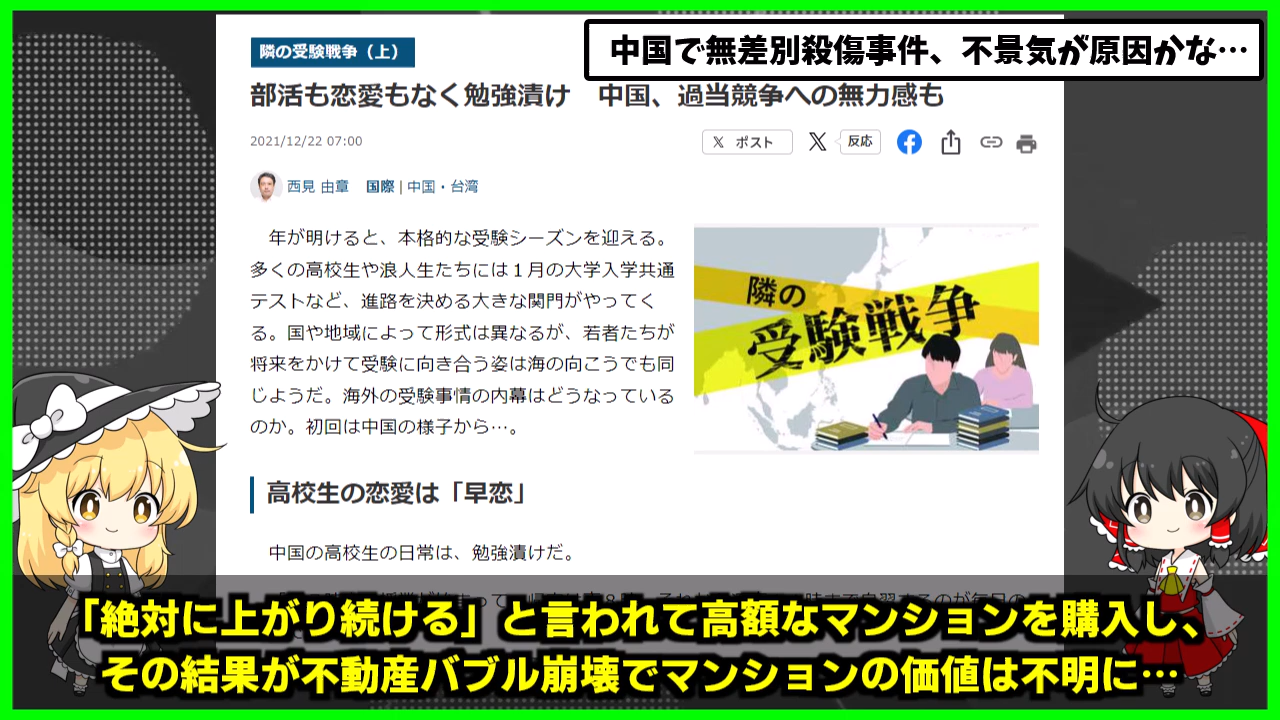 中国で無差別殺傷事件、不景気が原因かな…
隣の受験戦争（上）
部活も恋愛もなく勉強漬け　中国、過当競争への無力感も
2021/12/22 07:00
ポスト
反応
西見 由章　国際 | 中国・台湾
年が明けると、本格的な受験シーズンを迎える。
多くの高校生や浪人生たちには１月の大学入学共通
テストなど、進路を決める大きな関門がやってく
る。国や地域によって形式は異なるが、若者たちが
将来をかけて受験に向き合う姿は海の向こうでも同
じようだ。海外の受験事情の内幕はどうなっている
のか。初回は中国の様子から…。
隣の
受験戦争
高校生の恋愛は「早恋」
中国の高校生の日常は、勉強漬けだ。
「絶対に上がり続ける」と言われて高額なマンションを購入し、
その結果が不動産バブル崩壊でマンションの価値は不明に…